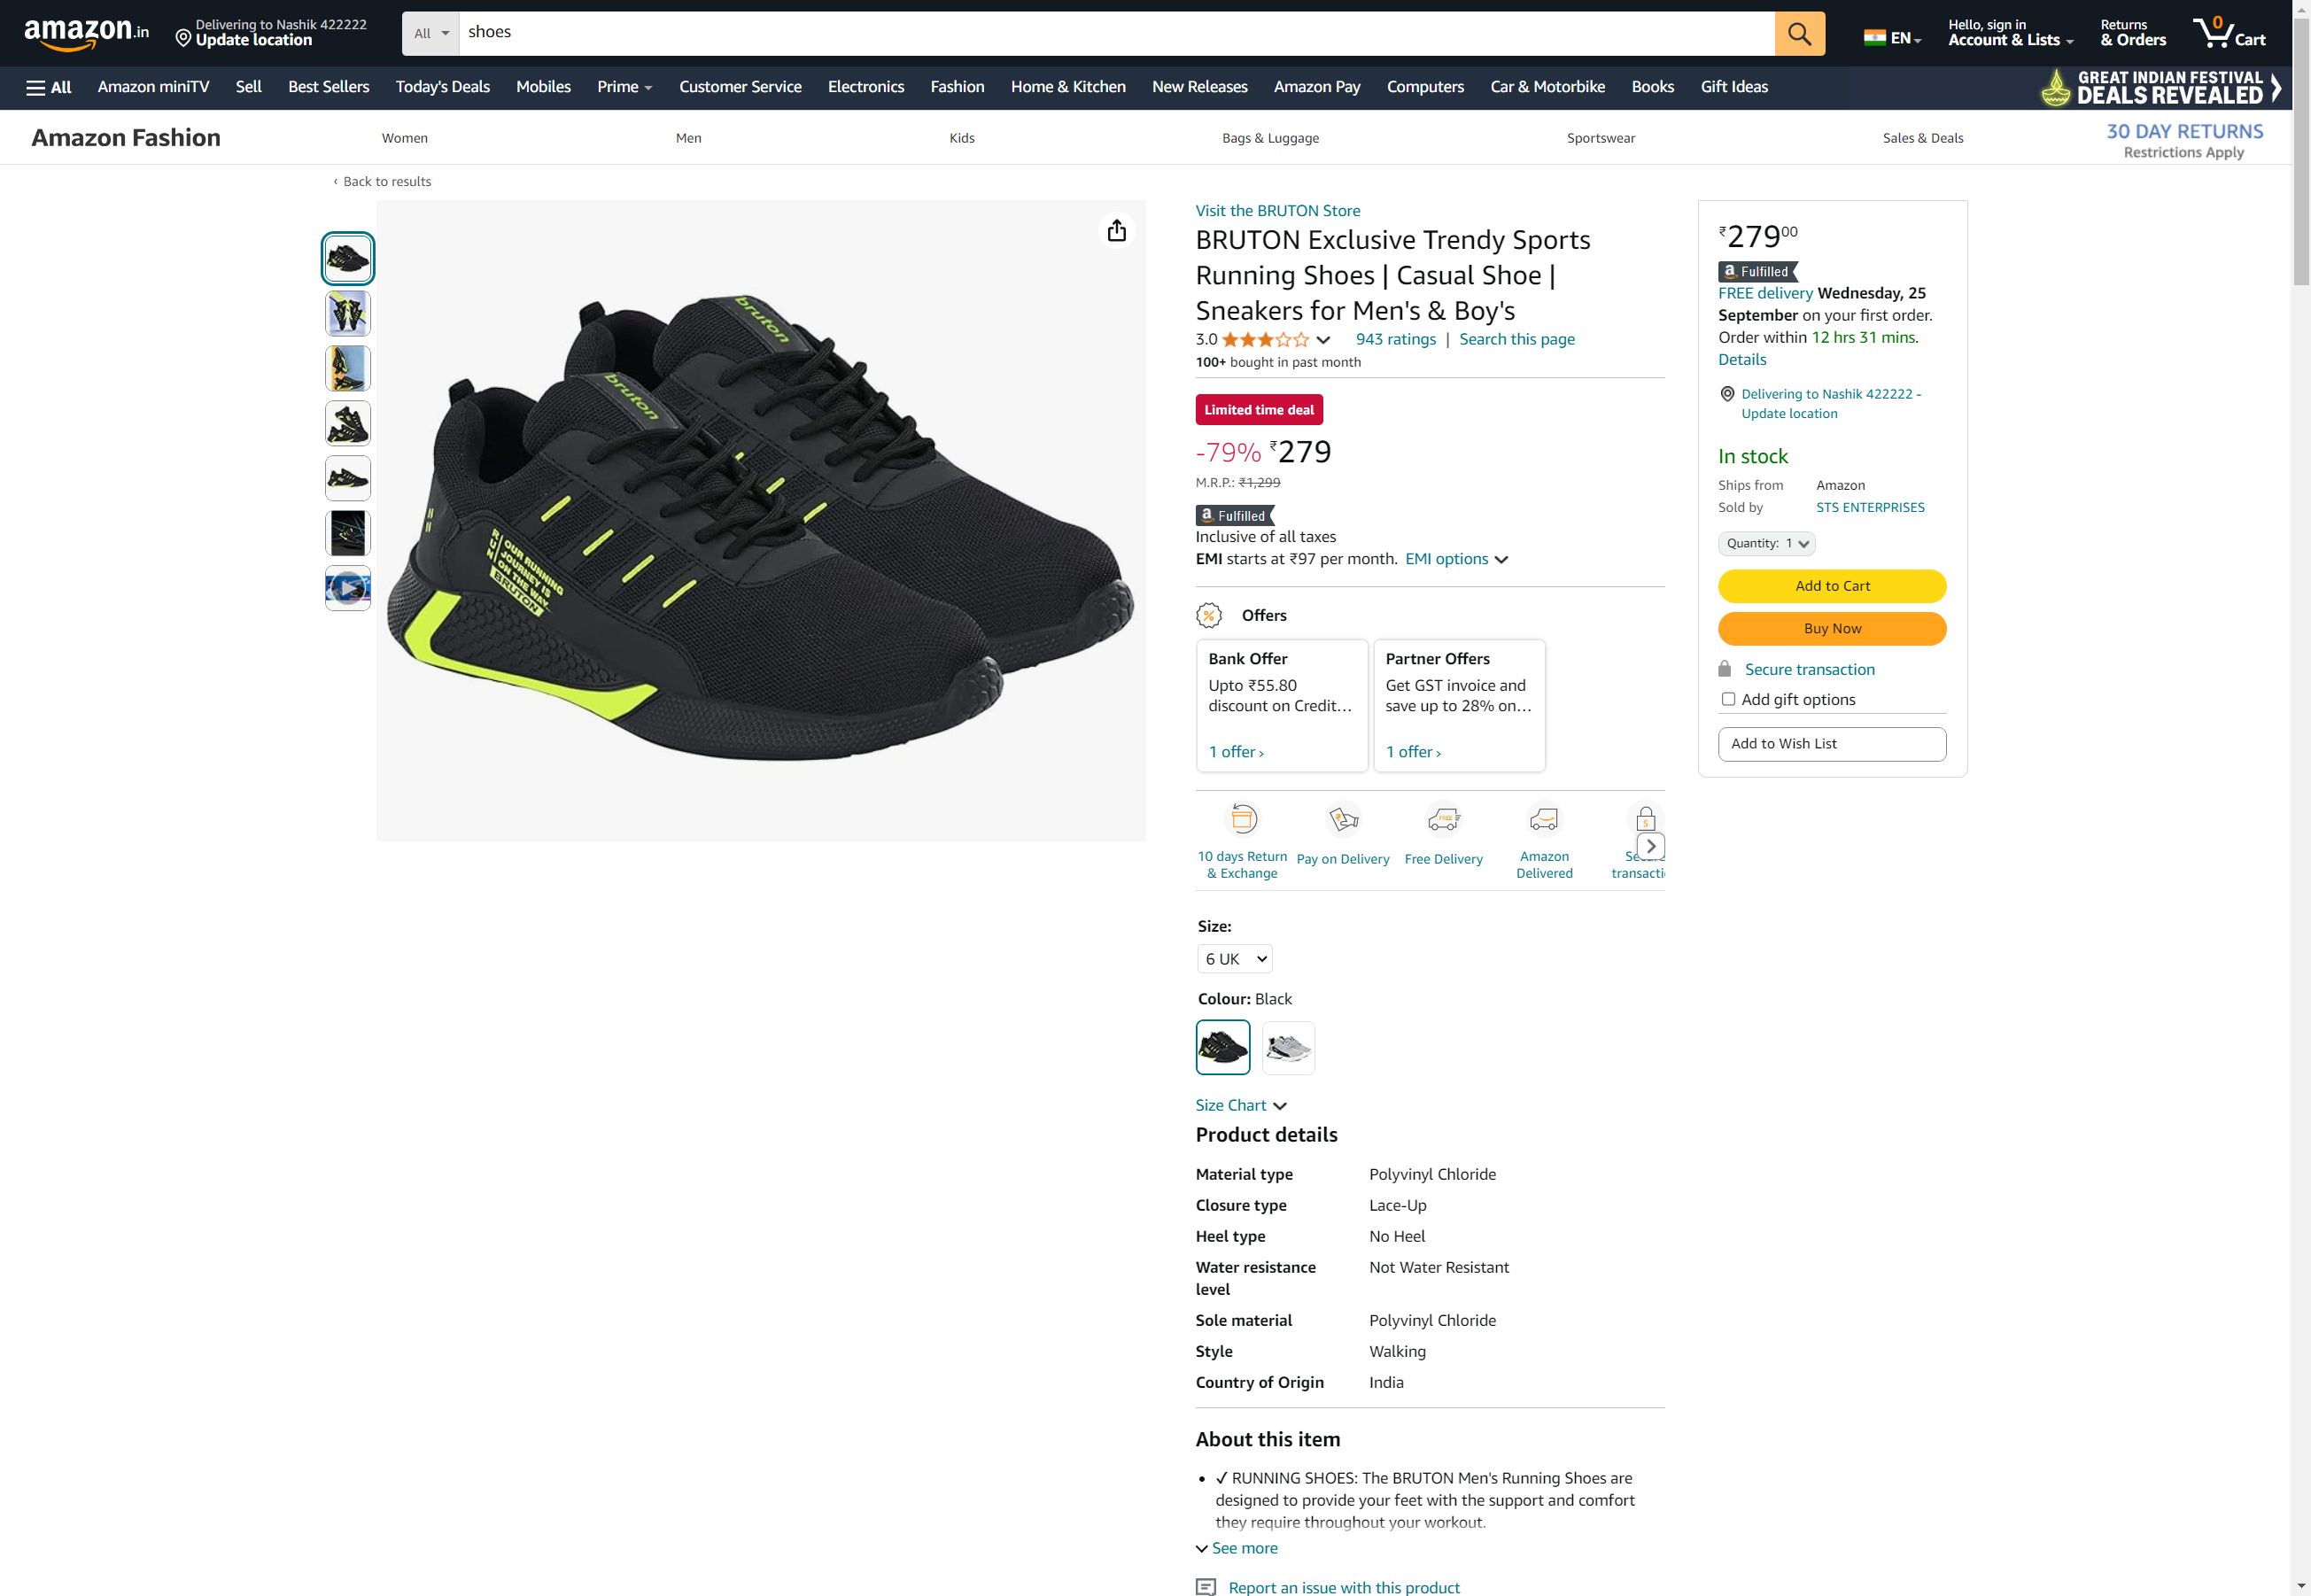 amazon.in
Delivering to Nashik 422222
Update location
All
shoes
EN
Hello, sign in
Account & Lists
Returns
& Orders
0
Cart
All
Amazon miniTV
Sell
Best Sellers
Today's Deals
Mobiles
Prime
Customer Service
Electronics
Fashion
Home & Kitchen
New Releases
Amazon Pay
Computers
Car & Motorbike
Books
Gift Ideas
GREAT INDIAN FESTIVAL
DEALS REVEALED
Amazon Fashion
Women
Men
Kids
Bags & Luggage
Sportswear
Sales & Deals
30 DAY RETURNS
Restrictions Apply
‹ Back to results
bruton
bruton
RUN
OUR RUNNING
JOURNEY IS
ON THE WAY..
BRUTON
Visit the BRUTON Store
BRUTON Exclusive Trendy Sports
Running Shoes | Casual Shoe |
Sneakers for Men's & Boy's
3.0
943 ratings | Search this page
100+ bought in past month
Limited time deal
-79% ₹279
M.R.P.: ₹1,299
a Fulfilled
Inclusive of all taxes
EMI starts at ₹97 per month. EMI options
% Offers
Bank Offer
Upto ₹55.80
discount on Credit…
1 offer ›
Partner Offers
Get GST invoice and
save up to 28% on…
1 offer ›
10 days Return
& Exchange
Pay on Delivery
FREE
Free Delivery
Amazon
Delivered
$
transacti
Size:
6 UK
Colour: Black
Size Chart
Product details
Material type Polyvinyl Chloride
Closure type Lace-Up
Heel type No Heel
Water resistance level Not Water Resistant
Sole material Polyvinyl Chloride
Style Walking
Country of Origin India
About this item
• ✓ RUNNING SHOES: The BRUTON Men's Running Shoes are
designed to provide your feet with the support and comfort
they require throughout your workout.
See more
Report an issue with this product
₹27900
a Fulfilled
FREE delivery Wednesday, 25
September on your first order.
Order within 12 hrs 31 mins.
Details
Delivering to Nashik 422222 -
Update location
In stock
Ships from Amazon
Sold by STS ENTERPRISES
Quantity: 1
Add to Cart
Buy Now
Secure transaction
Add gift options
Add to Wish List